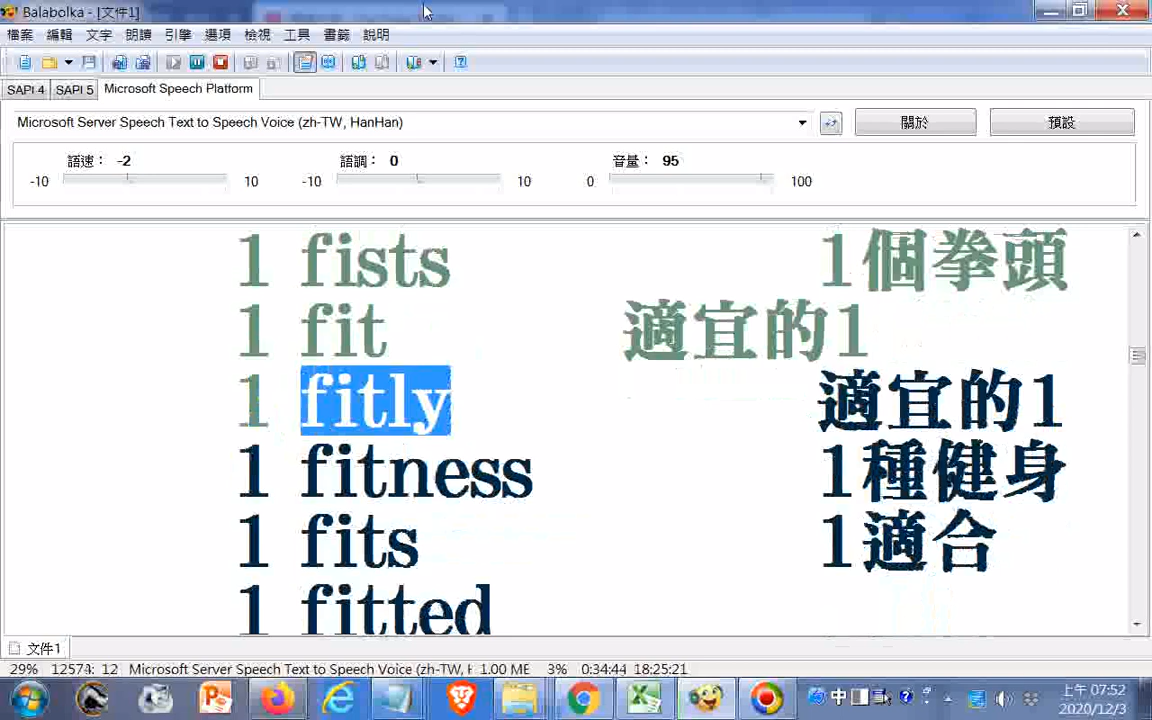 Balabolka - [文件1]
檔案 編輯 文字 朗讀 引擎 選項 檢視 工具 書籤 說明
SAPI 4 SAPI 5 Microsoft Speech Platform
Microsoft Server Speech Text to Speech Voice (zh-TW, HanHan) 關於 預設
語速： -2 語調： 0 音量： 95
-10 10 -10 10 0 100
1 fists 1個拳頭
1 fit 適宜的1
1 fitly 適宜的1
1 fitness 1種健身
1 fits 1適合
1 fitted
文件1
29% 12574: 12 Microsoft Server Speech Text to Speech Voice (zh-TW, H 1.00 ME 3% 0:34:44 18:25:21
中 上午 07:52
2020/12/3